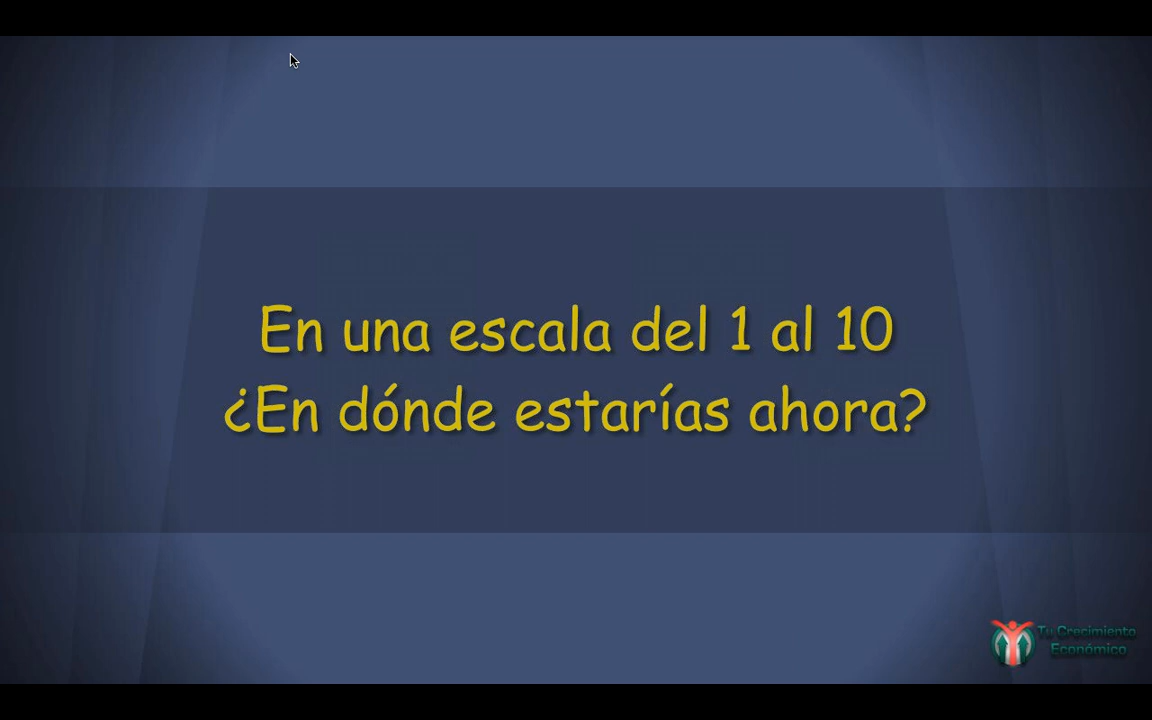 En una escala del 1 al 10
¿En dónde estarías ahora?
Tu Crecimiento
Económico